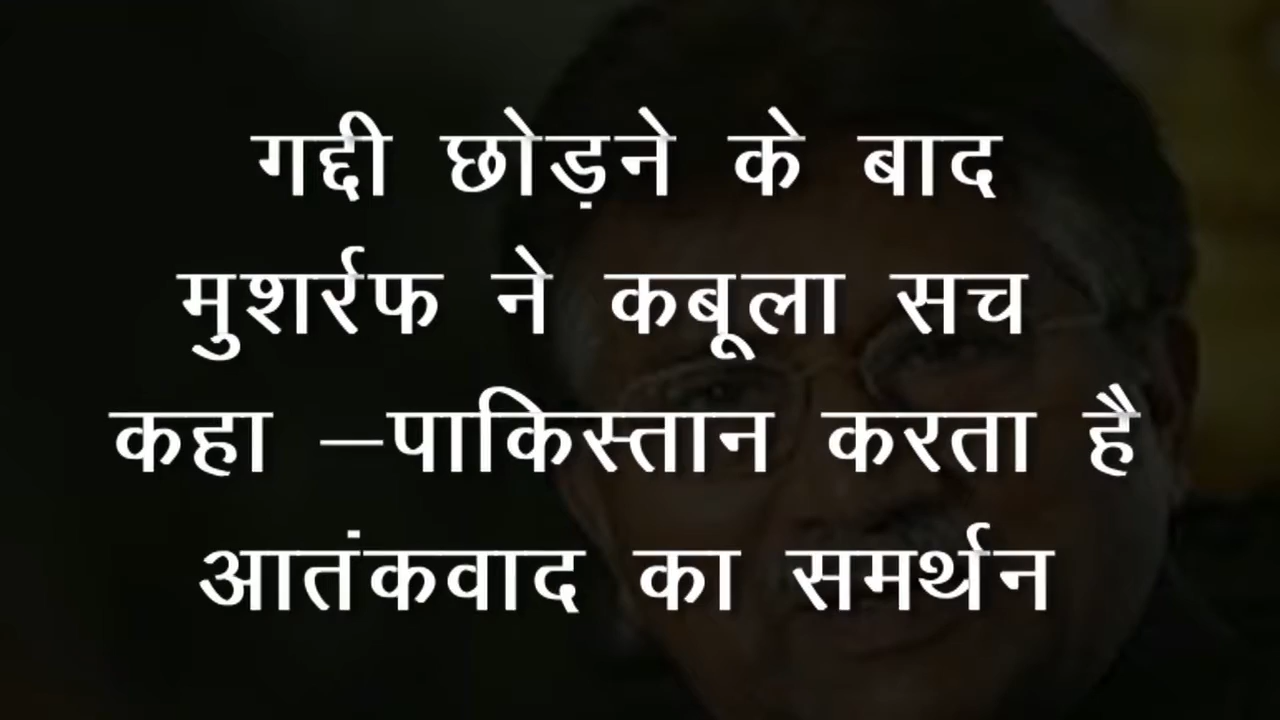 गद्दी छोड़ने के बाद
मुशर्रफ ने कबूला सच
कहा –पाकिस्तान करता है
आतंकवाद का समर्थन